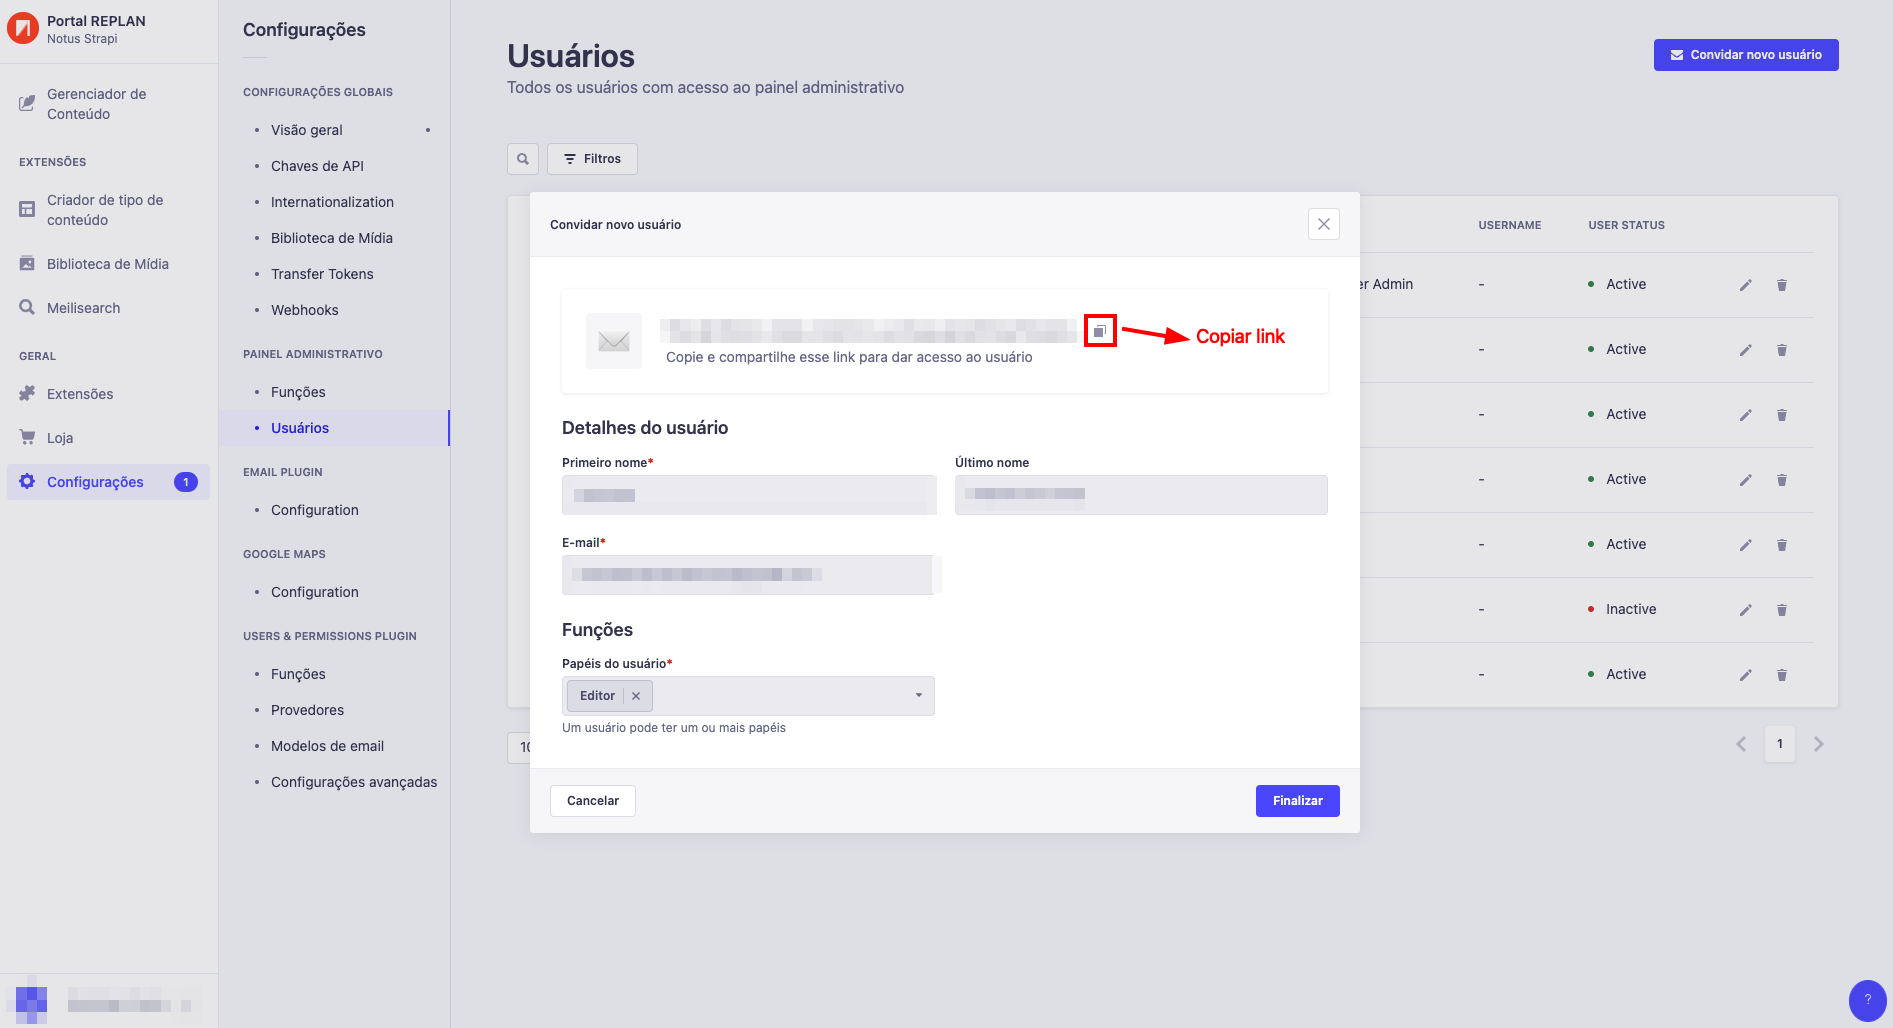 Portal REPLAN
Notus Strapi
Gerenciador de
Conteúdo
EXTENSÕES
Criador de tipo de
conteúdo
Biblioteca de Mídia
Meilisearch
GERAL
Extensões
Loja
Configurações
1
Configurações
CONFIGURAÇÕES GLOBAIS
Visão geral
Chaves de API
Internationalization
Biblioteca de Mídia
Transfer Tokens
Webhooks
PAINEL ADMINISTRATIVO
Funções
Usuários
EMAIL PLUGIN
Configuration
GOOGLE MAPS
Configuration
USERS & PERMISSIONS PLUGIN
Funções
Provedores
Modelos de email
Configurações avançadas
Usuários
Todos os usuários com acesso ao painel administrativo
Convidar novo usuário
Filtros
USERNAME
USER STATUS
er Admin
-
Active
-
Active
-
Active
-
Active
-
Active
-
Inactive
-
Active
10
1
Convidar novo usuário
Copiar link
Copie e compartilhe esse link para dar acesso ao usuário
Detalhes do usuário
Primeiro nome*
Último nome
E-mail*
Funções
Papéis do usuário*
Editor
Um usuário pode ter um ou mais papéis
Cancelar
Finalizar
?